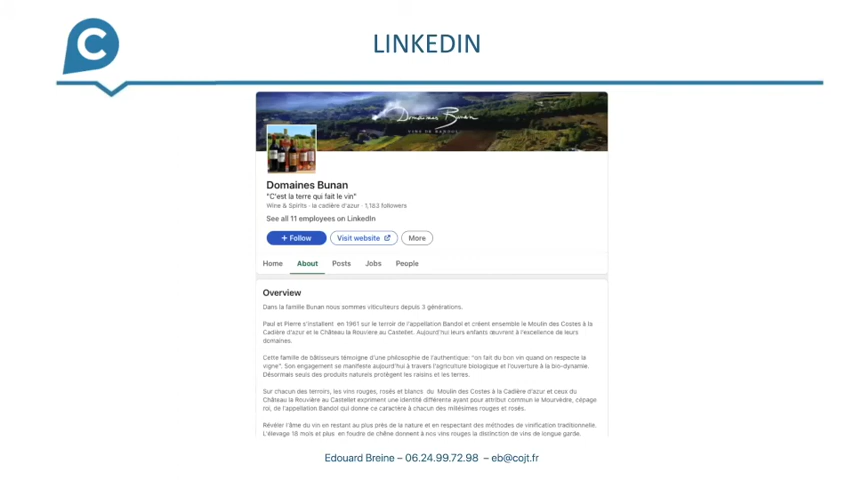 C
LINKEDIN
Domaines Bunan
VINS DE BANDOL
Domaines Bunan
"C'est la terre qui fait le vin"
Wine & Spirits · la cadière d'azur · 1,163 followers
See all 11 employees on LinkedIn
+ Follow Visit website More
Home About Posts Jobs People
Overview
Dans la famille Bunan nous sommes viticulteurs depuis 3 générations.
Paul et Pierre s'installent en 1961 sur le terroir de l'appellation Bandol et créent ensemble le Moulin des Costes à la
Cadière d'azur et le Château la Rouviere au Castellet. Aujourd'hui leurs enfants œuvrent à l'excellence de leurs
domaines.
Cette famille de bâtisseurs témoigne d'une philosophie de l'authentique: "on fait du bon vin quand on respecte la
vigne". Son engagement se manifeste aujourd'hui à travers l'agriculture biologique et l'ouverture à la bio-dynamie.
Désormais seuls des produits naturels protègent les raisins et les terres.
Sur chacun des terroirs, les vins rouges, rosés et blancs du Moulin des Costes à la Cadière d'azur et ceux du
Château la Rouvière au Castellet expriment une identité différente ayant pour attribut commun le Mourvèdre, cépage
roi, de l'appellation Bandol qui donne ce caractère à chacun des millésimes rouges et rosés.
Révéler l'âme du vin en restant au plus près de la nature et en respectant des méthodes de vinification traditionnelle.
L'élevage 18 mois et plus en foudre de chêne donnent à nos vins rouges la distinction de vins de longue garde.
Edouard Breine – 06.24.99.72.98 – eb@cojt.fr